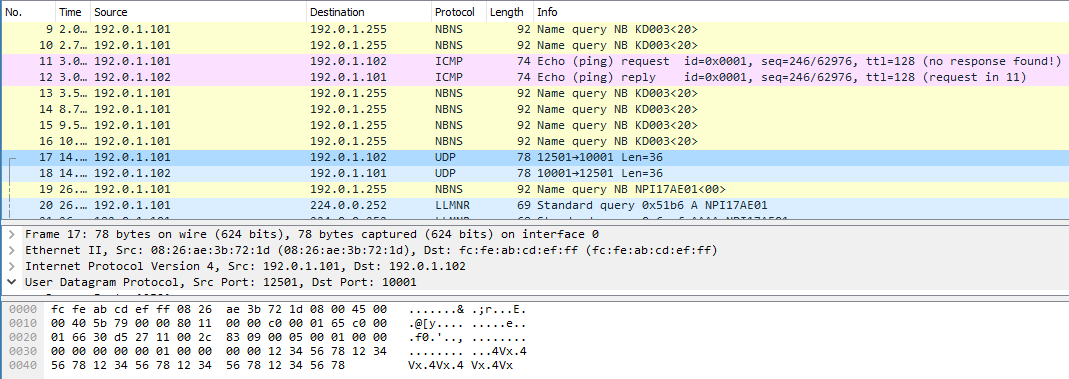 No. Time Source Destination Protocol Length Info
9 2.0… 192.0.1.101 192.0.1.255 NBNS 92 Name query NB KD003<20>
10 2.7… 192.0.1.101 192.0.1.255 NBNS 92 Name query NB KD003<20>
11 3.0… 192.0.1.101 192.0.1.102 ICMP 74 Echo (ping) request id=0x0001, seq=246/62976, ttl=128 (no response found!)
12 3.0… 192.0.1.102 192.0.1.101 ICMP 74 Echo (ping) reply id=0x0001, seq=246/62976, ttl=128 (request in 11)
13 3.5… 192.0.1.101 192.0.1.255 NBNS 92 Name query NB KD003<20>
14 8.7… 192.0.1.101 192.0.1.255 NBNS 92 Name query NB KD003<20>
15 9.5… 192.0.1.101 192.0.1.255 NBNS 92 Name query NB KD003<20>
16 10.… 192.0.1.101 192.0.1.255 NBNS 92 Name query NB KD003<20>
17 14.… 192.0.1.101 192.0.1.102 UDP 78 12501→10001 Len=36
18 14.… 192.0.1.102 192.0.1.101 UDP 78 10001→12501 Len=36
19 26.… 192.0.1.101 192.0.1.255 NBNS 92 Name query NB NPI17AE01<00>
20 26.… 192.0.1.101 224.0.0.252 LLMNR 69 Standard query 0x51b6 A NPI17AE01
Frame 17: 78 bytes on wire (624 bits), 78 bytes captured (624 bits) on interface 0
Ethernet II, Src: 08:26:ae:3b:72:1d (08:26:ae:3b:72:1d), Dst: fc:fe:ab:cd:ef:ff (fc:fe:ab:cd:ef:ff)
Internet Protocol Version 4, Src: 192.0.1.101, Dst: 192.0.1.102
User Datagram Protocol, Src Port: 12501, Dst Port: 10001
0000 fc fe ab cd ef ff 08 26 ae 3b 72 1d 08 00 45 00 .......& .;r...E.
0010 00 40 5b 79 00 00 80 11 00 00 c0 00 01 65 c0 00 .@[y.... .....e..
0020 01 66 30 d5 27 11 00 2c 83 09 00 05 00 01 00 00 .f0.'.., ........
0030 00 00 00 00 00 01 00 00 00 00 12 34 56 78 12 34 ........ ...4Vx.4
0040 56 78 12 34 56 78 12 34 56 78 12 34 56 78 Vx.4Vx.4 Vx.4Vx